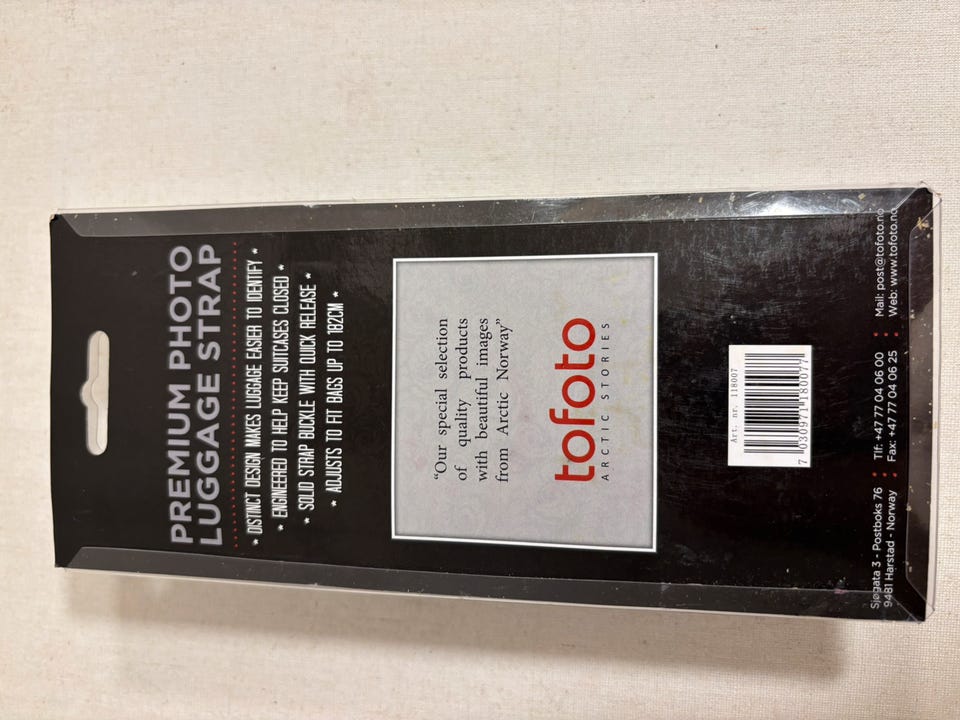 PREMIUM PHOTO
LUGGAGE STRAP
* DISTINCT DESIGN MAKES LUGGAGE EASIER TO IDENTIFY *
* ENGINEERED TO HELP KEEP SUITCASES CLOSED *
* SOLID STRAP BUCKLE WITH QUICK RELEASE *
* ADJUSTS TO FIT BAGS UP TO 182CM *
“Our special selection
of quality products
with beautiful images
from Arctic Norway”
tofoto
ARCTIC STORIES
Art. nr. 118007
7 030971 180077
Sjøgata 3 - Postboks 76 : Tlf: +47 77 04 06 00 : Mail: post@tofoto.no
9481 Harstad - Norway : Fax: +47 77 04 06 25 : Web: www.tofoto.no